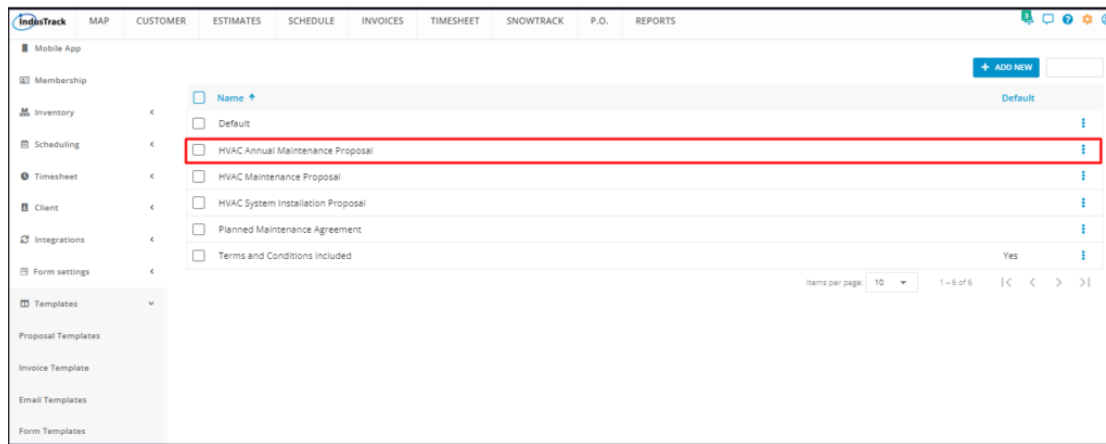 IndusTrack MAP CUSTOMER ESTIMATES SCHEDULE INVOICES TIMESHEET SNOWTRACK P.O. REPORTS 3
Mobile App
Membership
Inventory
Scheduling
Timesheet
Client
Integrations
Form settings
Templates
Proposal Templates
Invoice Template
Email Templates
Form Templates
+ ADD NEW
Name Default
Default
HVAC Annual Maintenance Proposal
HVAC Maintenance Proposal
HVAC System Installation Proposal
Planned Maintenance Agreement
Terms and Conditions included Yes
Items per page: 10 1 – 6 of 6